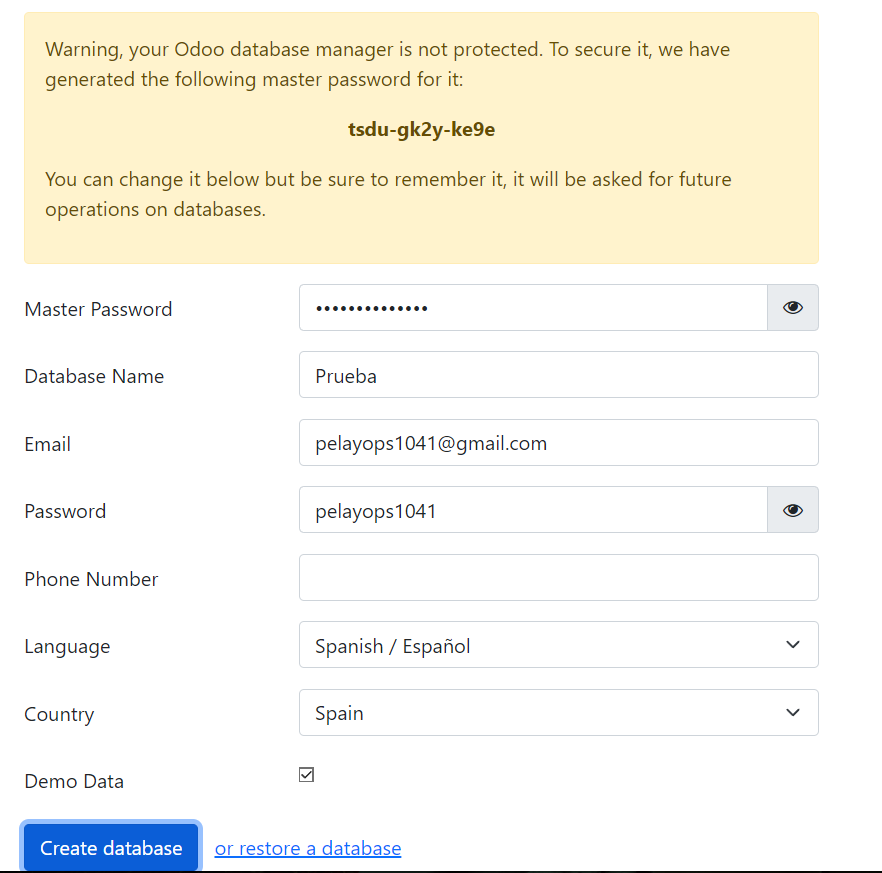 Warning, your Odoo database manager is not protected. To secure it, we have
generated the following master password for it:
tsdu-gk2y-ke9e
You can change it below but be sure to remember it, it will be asked for future
operations on databases.
Master Password ••••••••••••••
Database Name Prueba
Email pelayops1041@gmail.com
Password pelayops1041
Phone Number
Language Spanish / Español
Country Spain
Demo Data
Create database or restore a database